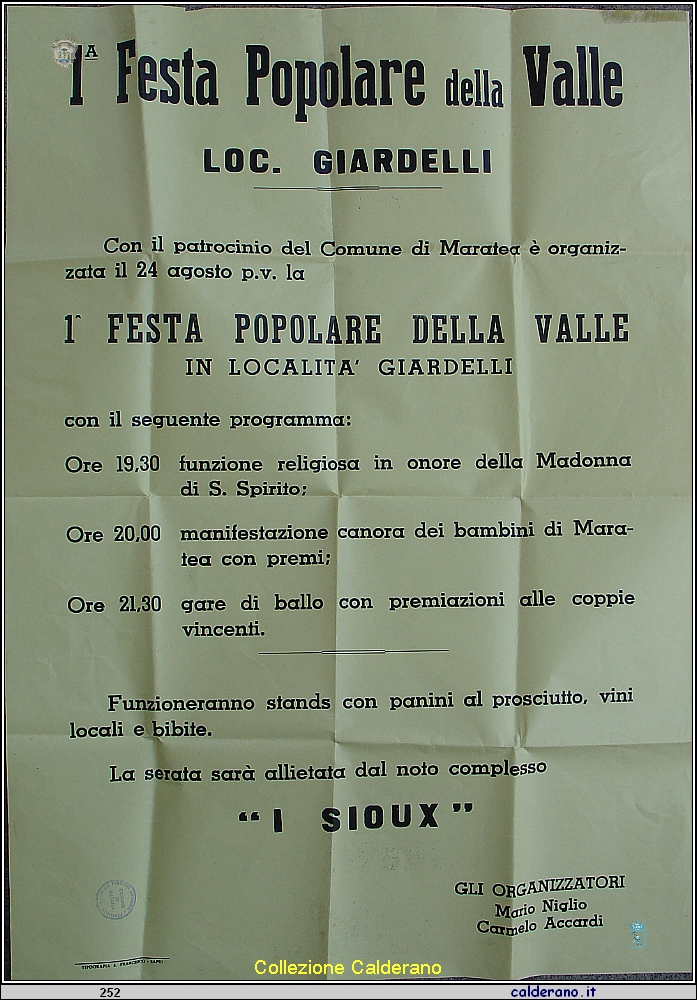 1ᴬ Festa Popolare della Valle
LOC. GIARDELLI
Con il patrocinio del Comune di Maratea è organiz-
zata il 24 agosto p.v. la
1ª FESTA POPOLARE DELLA VALLE
IN LOCALITA' GIARDELLI
con il seguente programma:
Ore 19,30 funzione religiosa in onore della Madonna
di S. Spirito;
Ore 20,00 manifestazione canora dei bambini di Mara-
tea con premi;
Ore 21,30 gare di ballo con premiazioni alle coppie
vincenti.
Funzioneranno stands con panini al prosciutto, vini
locali e bibite.
La serata sarà allietata dal noto complesso
“ I SIOUX ”
GLI ORGANIZZATORI
Mario Niglio
Carmelo Accardi
TIPOGRAFIA S. FRANCESCO - SAPRI
Collezione Calderano
252
calderano.it